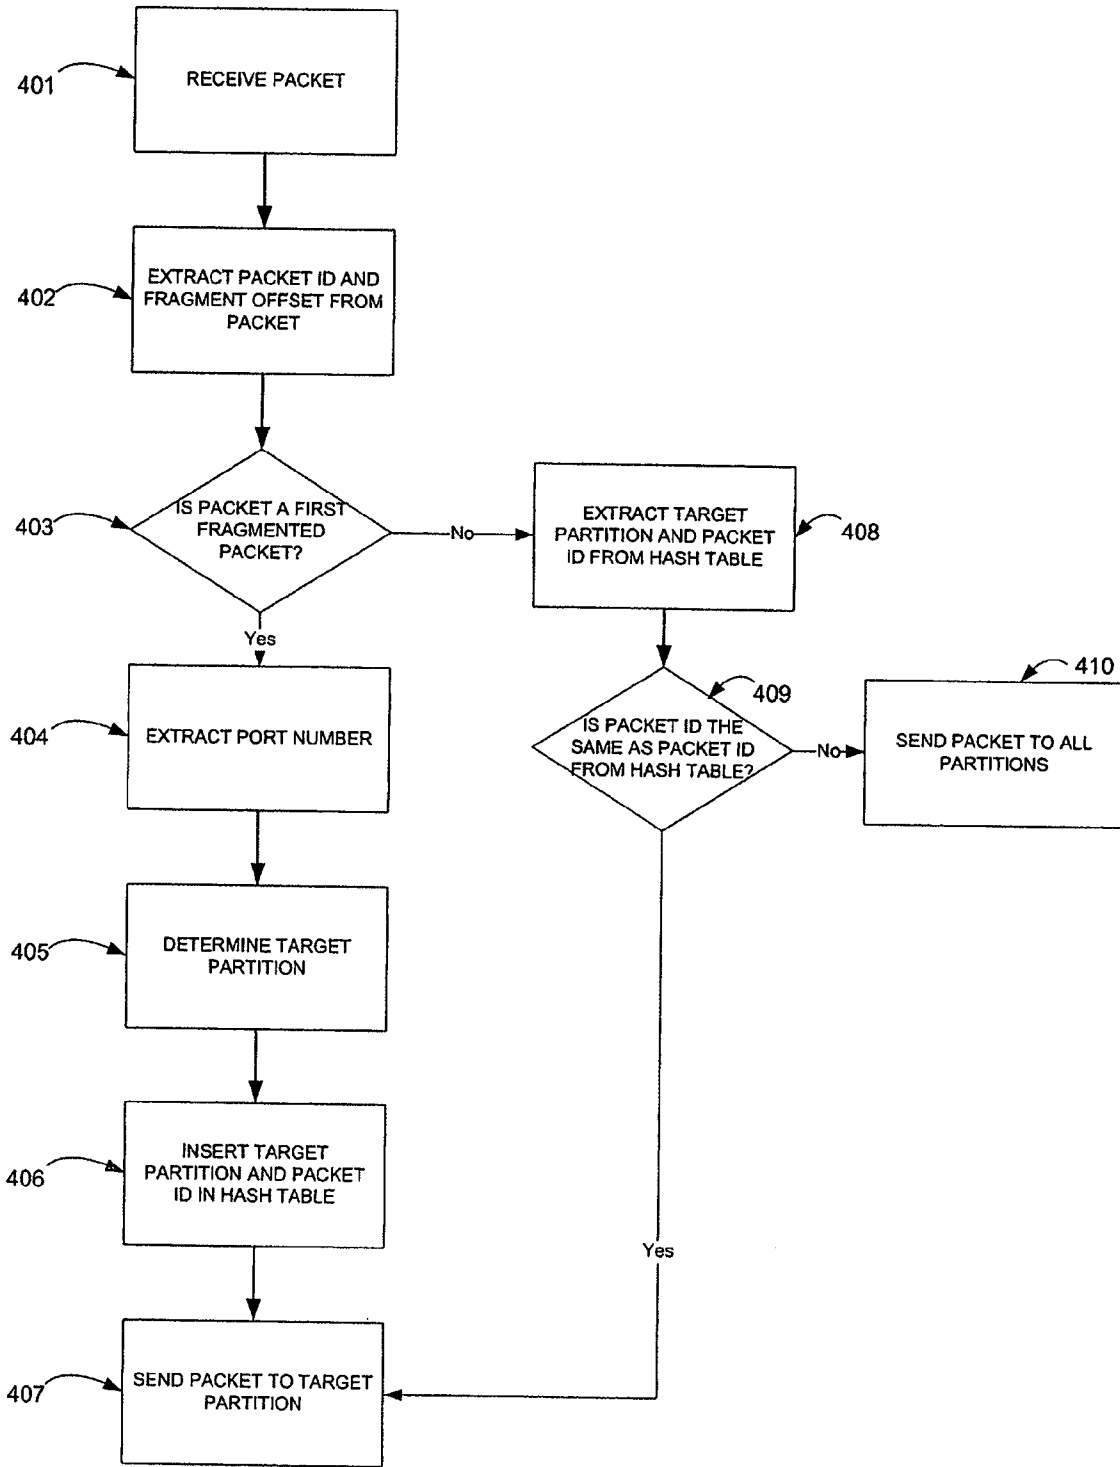 401
RECEIVE PACKET
402
EXTRACT PACKET ID AND
FRAGMENT OFFSET FROM
PACKET
403
IS PACKET A FIRST
FRAGMENTED
PACKET?
No
Yes
EXTRACT TARGET
PARTITION AND PACKET
ID FROM HASH TABLE
408
409
IS PACKET ID THE
SAME AS PACKET ID
FROM HASH TABLE?
No
410
SEND PACKET TO ALL
PARTITIONS
404
EXTRACT PORT NUMBER
405
DETERMINE TARGET
PARTITION
406
INSERT TARGET
PARTITION AND PACKET
ID IN HASH TABLE
Yes
407
SEND PACKET TO TARGET
PARTITION